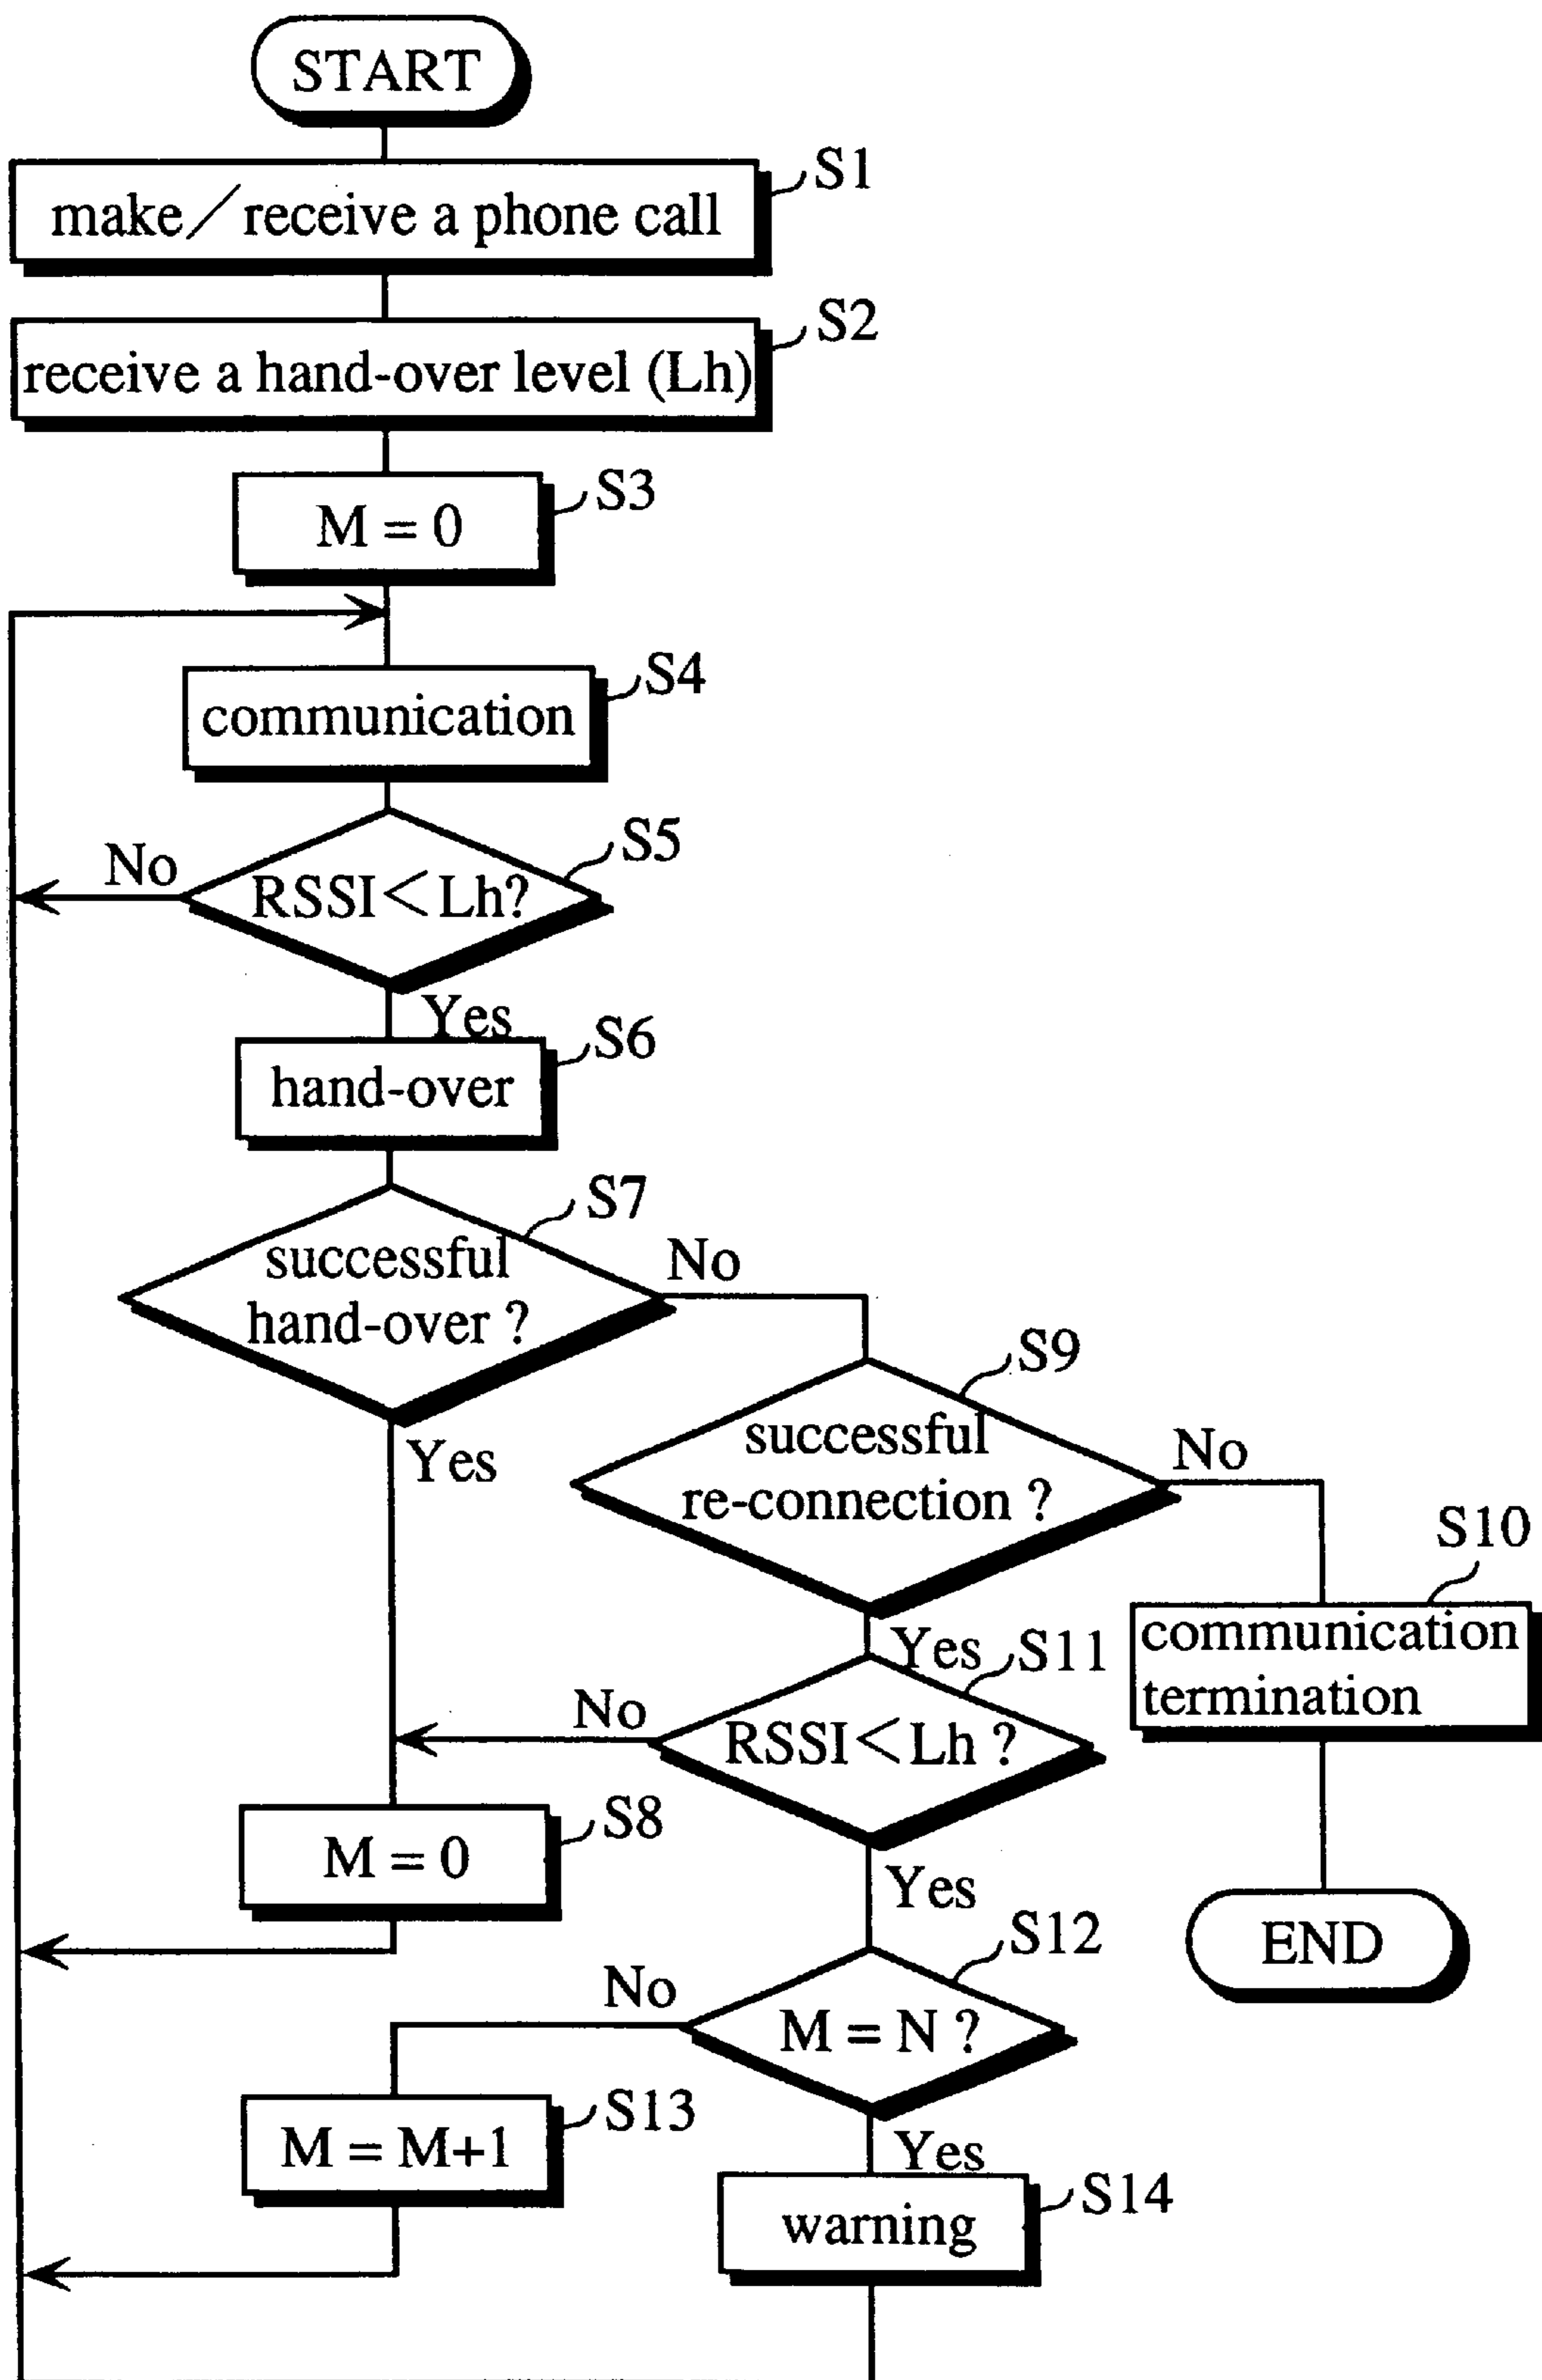 START
S1
make/receive a phone call
S2
receive a hand-over level (Lh)
S3
M = 0
S4
communication
S5
No
RSSI<Lh?
Yes
S6
hand-over
S7
successful
hand-over ?
No
Yes
S9
successful
re-connection ?
No
S10
communication
termination
Yes
S11
No
RSSI<Lh ?
S8
M = 0
Yes
END
S12
No
M = N ?
S13
M = M+1
Yes
S14
warning